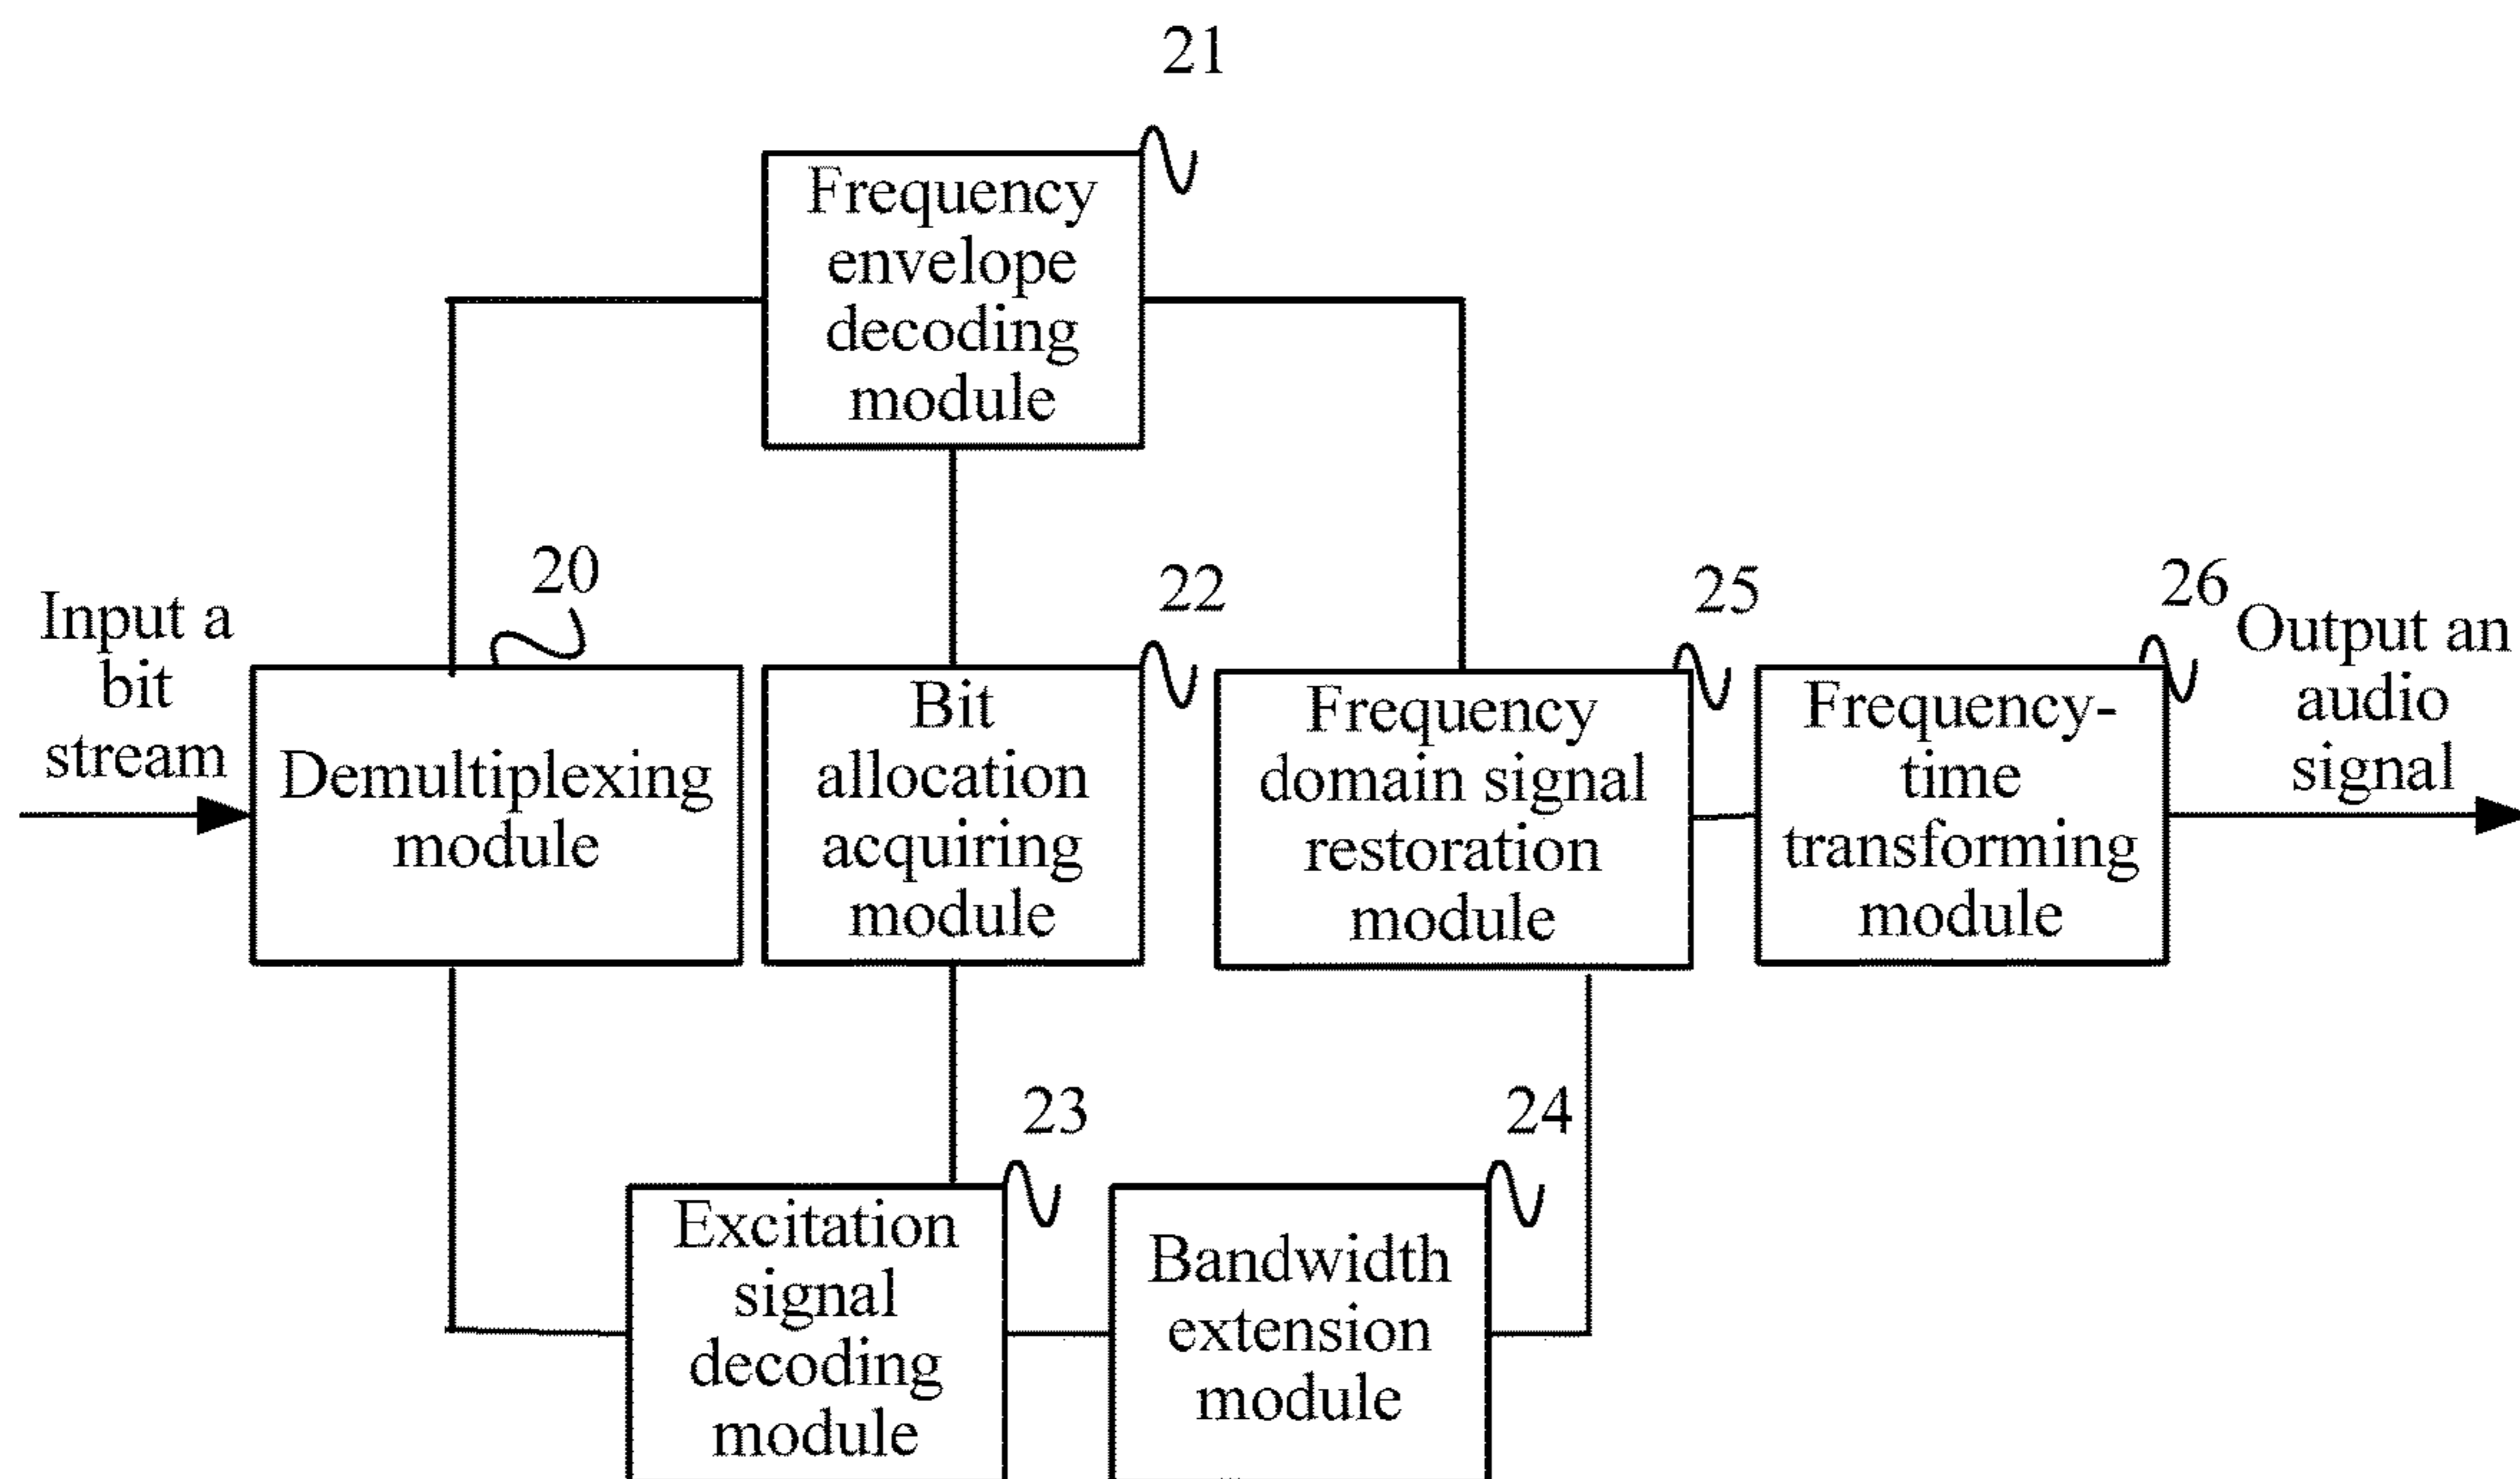 21
Frequency
envelope
decoding
module
20
22
25
26
Input a
bit
stream
Output an
audio
signal
Demultiplexing
module
Bit
allocation
acquiring
module
Frequency
domain signal
restoration
module
Frequency-
time
transforming
module
23
24
Excitation
signal
decoding
module
Bandwidth
extension
module